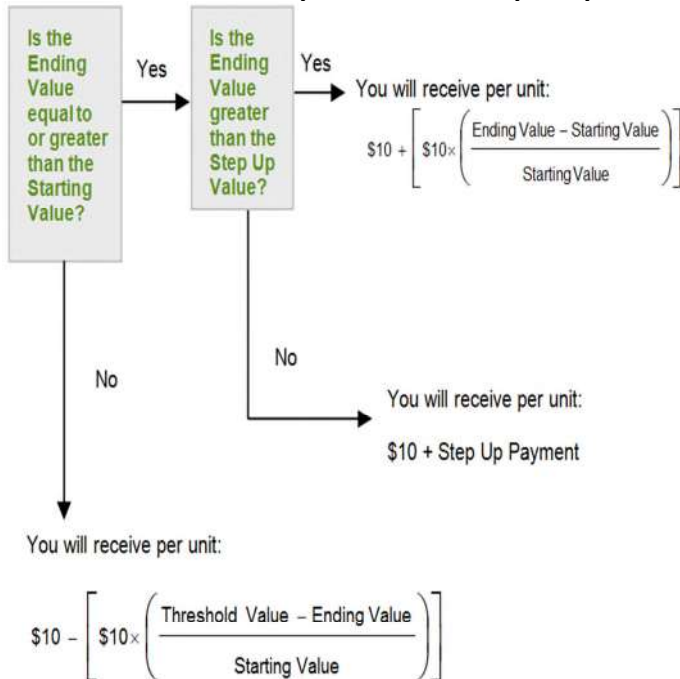 Is the
Ending
Value
equal to
or greater
than the
Starting
Value?
Yes
Is the
Ending
Value
greater
than the
Step Up
Value?
Yes
You will receive per unit:
$10 + [ $10× ( Ending Value – Starting Value
Starting Value ) ]
No
You will receive per unit:
$10 + Step Up Payment
No
You will receive per unit:
$10 – [ $10× ( Threshold Value – Ending Value
Starting Value ) ]